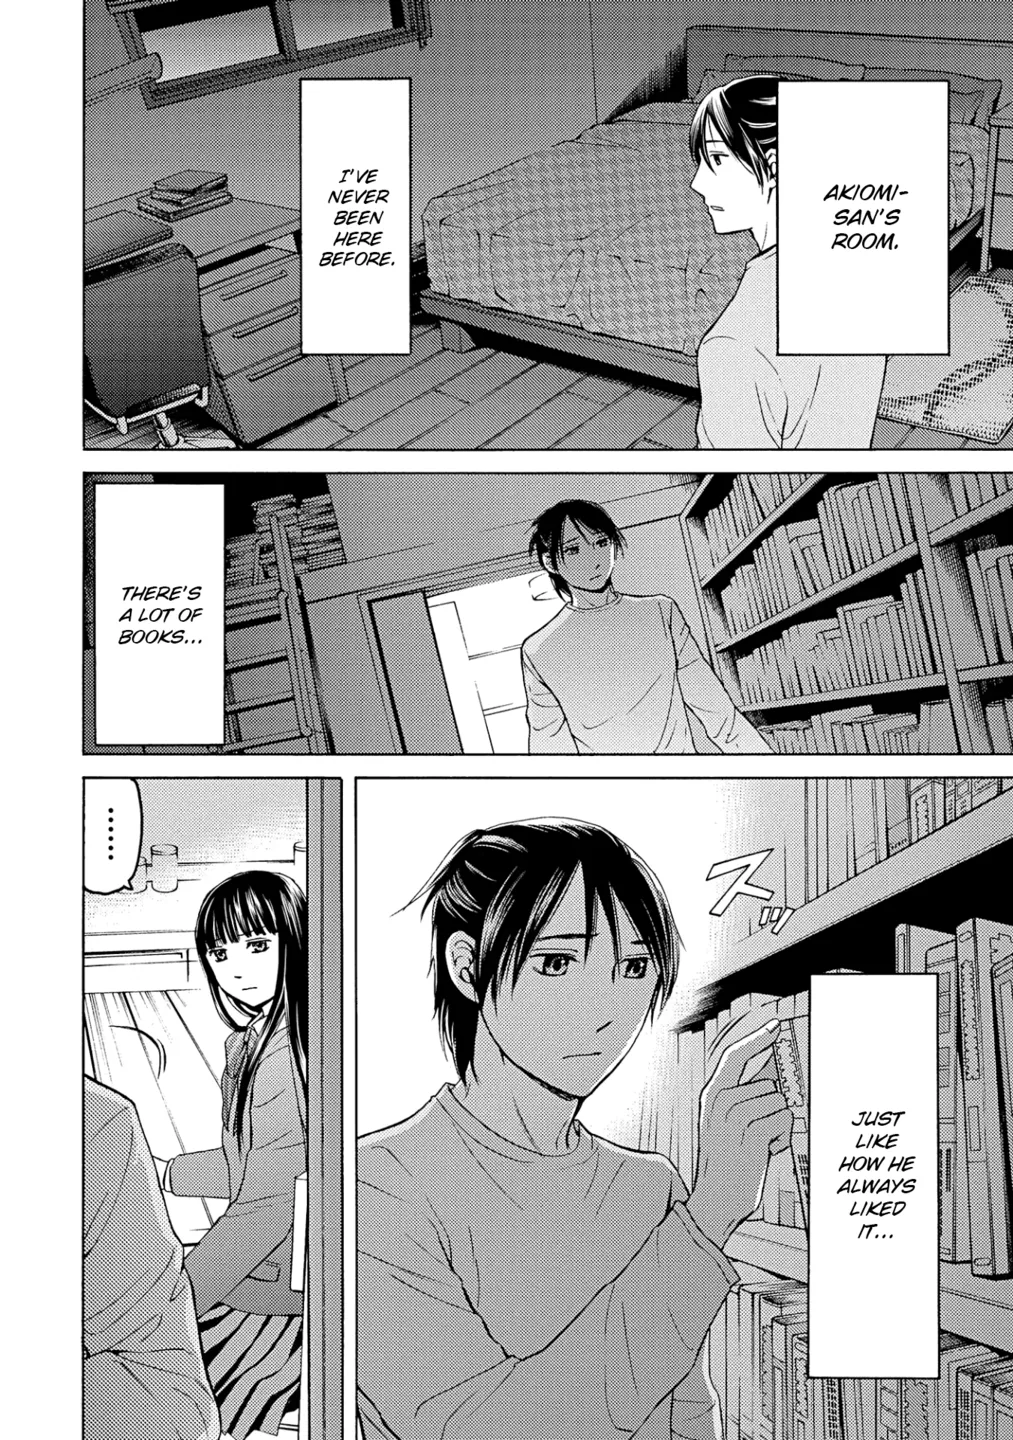 AKIOMI-
SAN'S
ROOM.
I'VE
NEVER
BEEN
HERE
BEFORE.
THERE'S
A LOT OF
BOOKS...
ズッ
JUST
LIKE
HOW HE
ALWAYS
LIKED
IT...
......